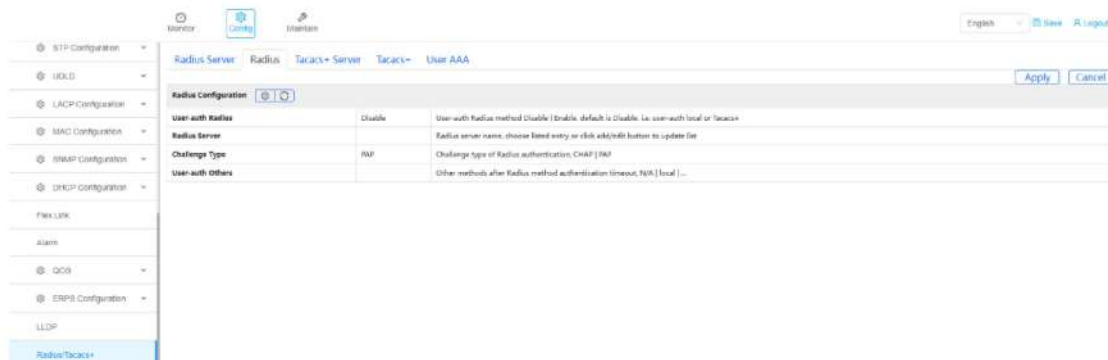 Monitor
Config
Maintain
English
Save
Logout
STP Configuration
UDLD
LACP Configuration
MAC Configuration
SNMP Configuration
DHCP Configuration
Flex Link
Alarm
QOS
ERPS Configuration
LLDP
Radius/Tacacs+
Radius Server Radius Tacacs+ Server Tacacs+ User AAA
Apply Cancel
Radius Configuration
User-auth Radius Disable User-auth Radius method Disable | Enable, default is Disable, i.e. user-auth local or Tacacs+
Radius Server Radius server name, choose listed entry or click add/edit button to update list
Challenge Type PAP Challenge type of Radius authentication, CHAP | PAP
User-auth Others Other methods after Radius method authentication timeout, N/A | local | ...